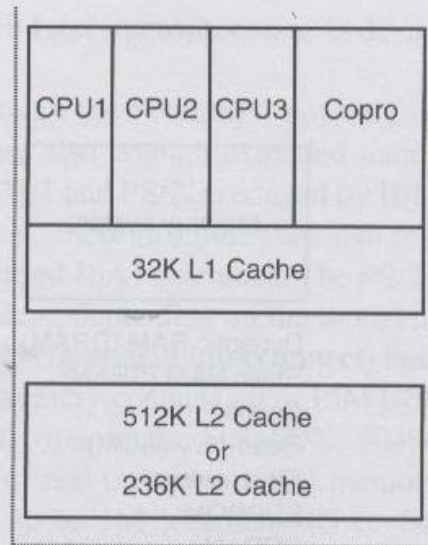 CPU1 CPU2 CPU3 Copro
32K L1 Cache
512K L2 Cache
or
236K L2 Cache